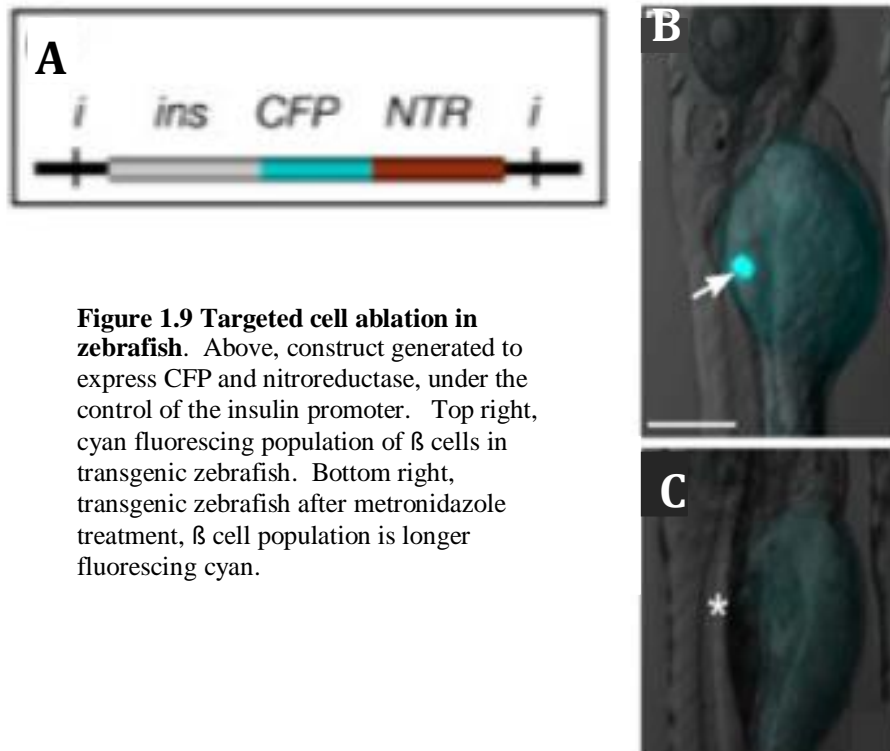 A
i ins CFP NTR i
B
Figure 1.9 Targeted cell ablation in
zebrafish. Above, construct generated to
express CFP and nitroreductase, under the
control of the insulin promoter. Top right,
cyan fluorescing population of ß cells in
transgenic zebrafish. Bottom right,
transgenic zebrafish after metronidazole
treatment, ß cell population is longer
fluorescing cyan.
C
*